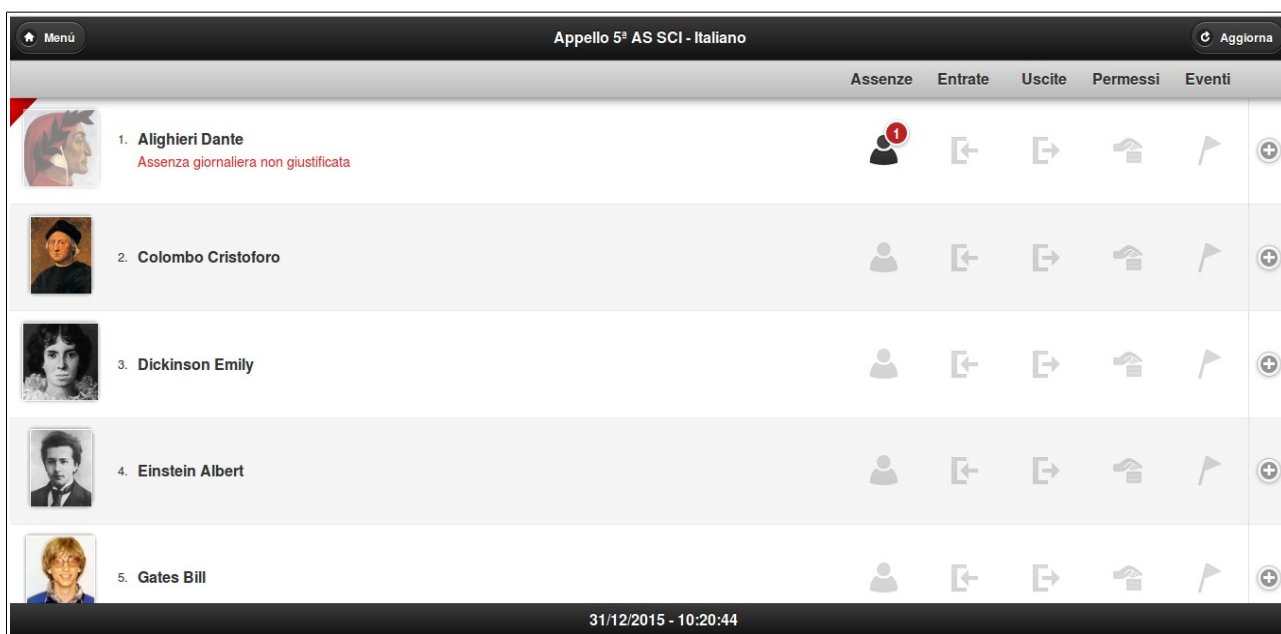 Menú
Appello 5ª AS SCI - Italiano
Aggiorna
Assenze Entrate Uscite Permessi Eventi
1. Alighieri Dante
Assenza giornaliera non giustificata
1
2. Colombo Cristoforo
3. Dickinson Emily
4. Einstein Albert
5. Gates Bill
31/12/2015 - 10:20:44